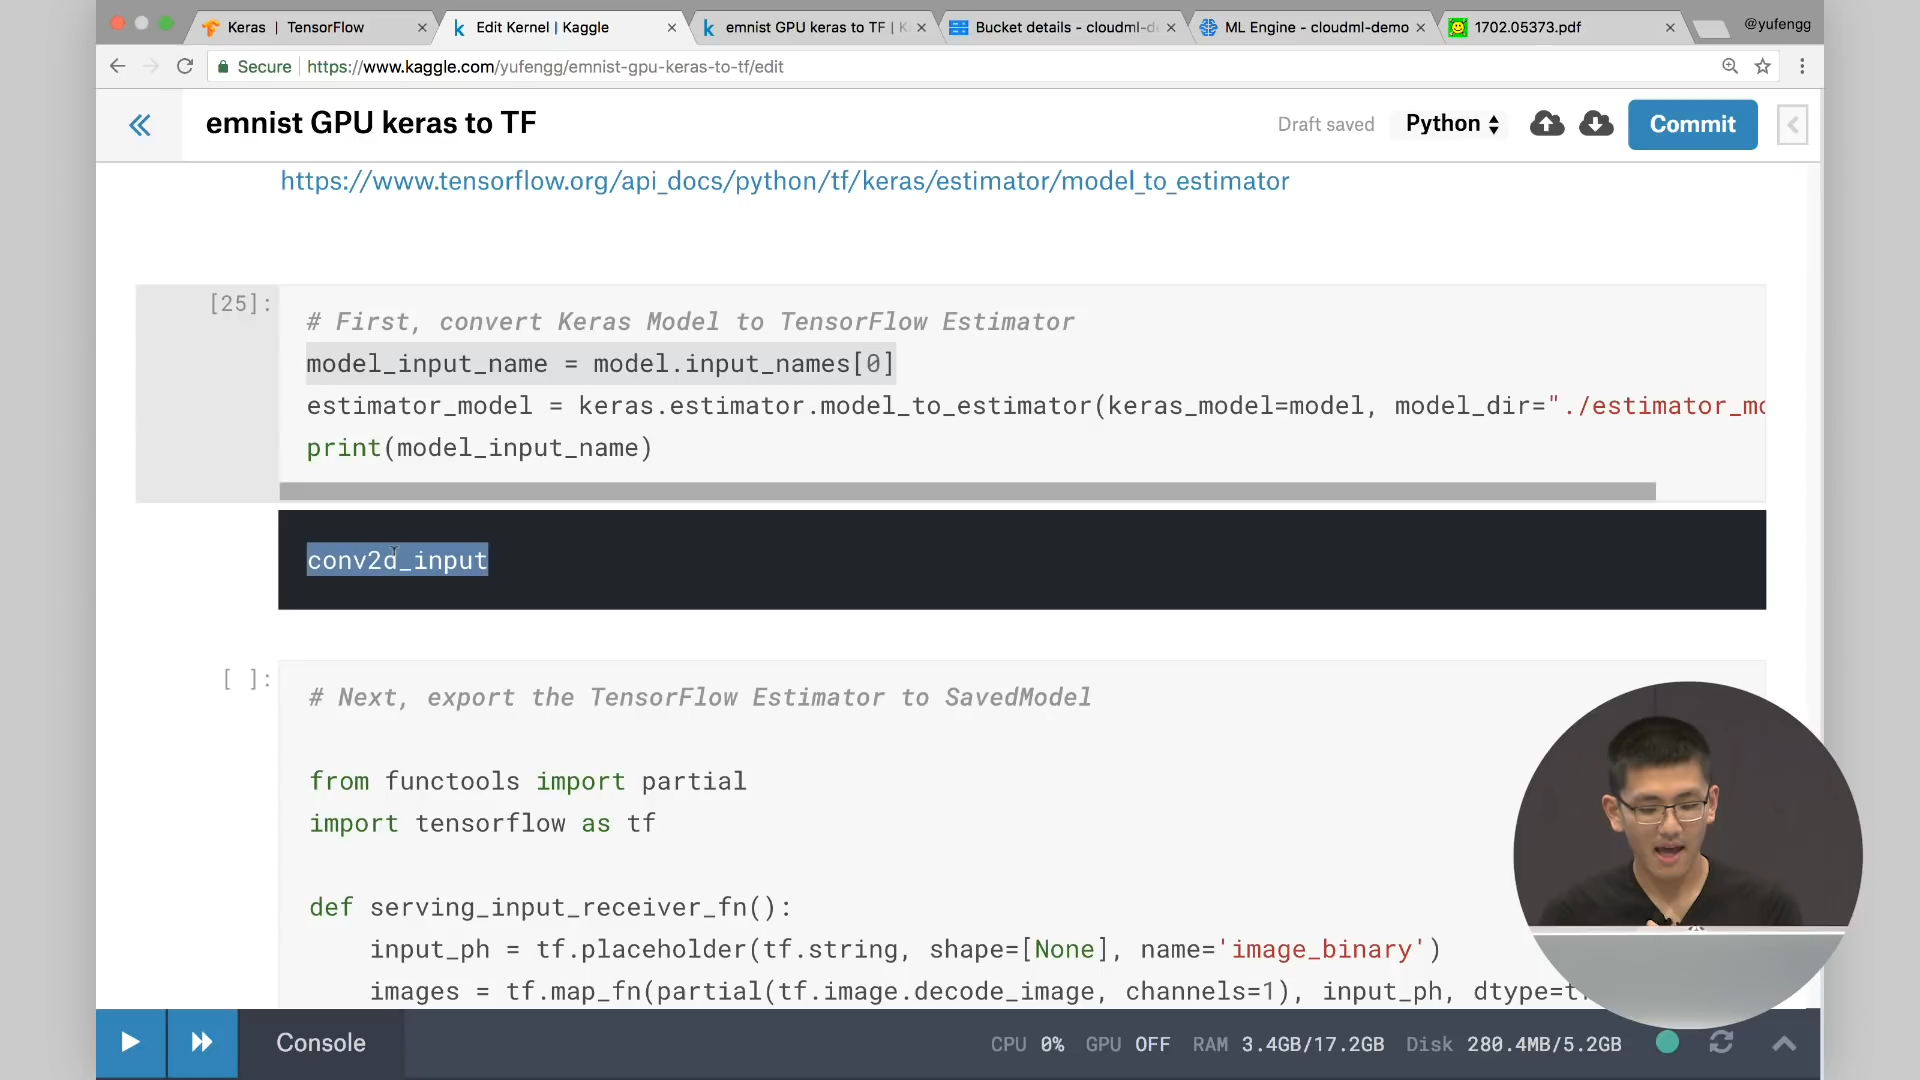 Keras | TensorFlow
Edit Kernel | Kaggle
emnist GPU keras to TF | K
Bucket details - cloudml-de
ML Engine - cloudml-demo
1702.05373.pdf
@yufengg
Secure https://www.kaggle.com/yufengg/emnist-gpu-keras-to-tf/edit
emnist GPU keras to TF
Draft saved
Python
Commit
https://www.tensorflow.org/api_docs/python/tf/keras/estimator/model_to_estimator
[25]:
# First, convert Keras Model to TensorFlow Estimator
model_input_name = model.input_names[0]
estimator_model = keras.estimator.model_to_estimator(keras_model=model, model_dir="./estimator_mo
print(model_input_name)
conv2d_input
[ ]:
# Next, export the TensorFlow Estimator to SavedModel
from functools import partial
import tensorflow as tf
def serving_input_receiver_fn():
input_ph = tf.placeholder(tf.string, shape=[None], name='image_binary')
images = tf.map_fn(partial(tf.image.decode_image, channels=1), input_ph, dtype=t
Console
CPU 0% GPU OFF RAM 3.4GB/17.2GB Disk 280.4MB/5.2GB